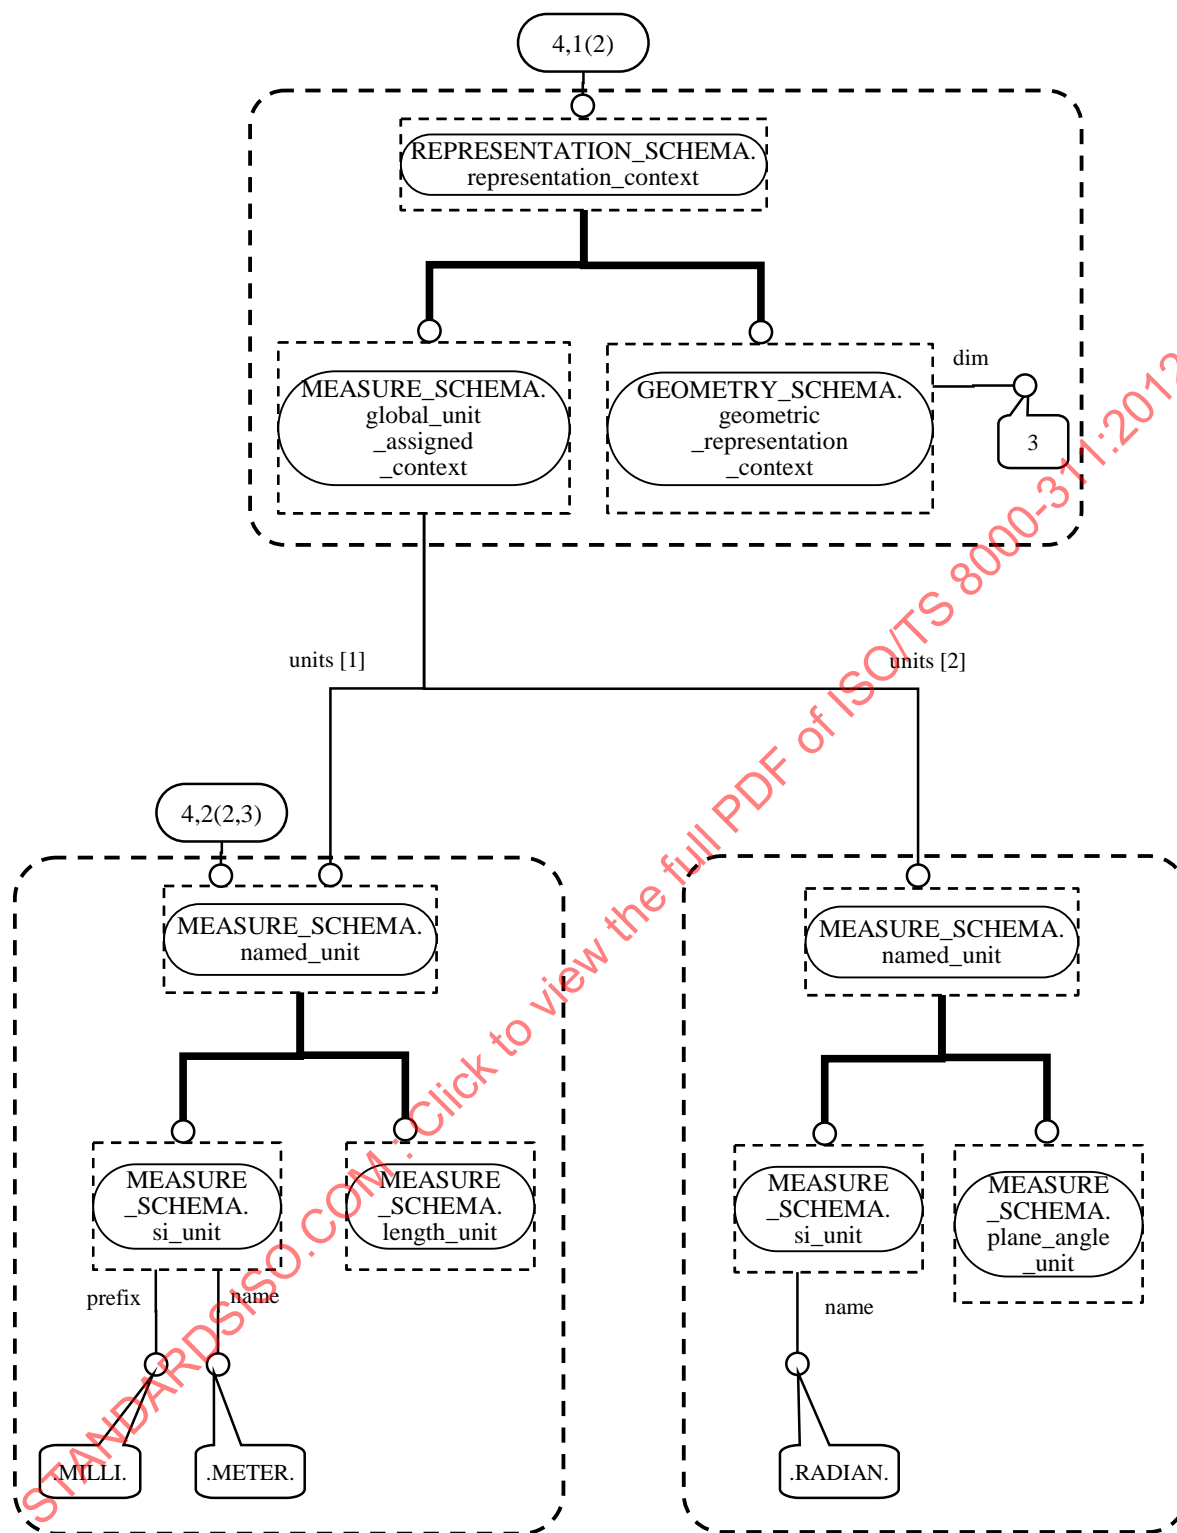 4,1(2)
REPRESENTATION_SCHEMA.
representation_context
MEASURE_SCHEMA.
global_unit
_assigned
_context
GEOMETRY_SCHEMA.
geometric
_representation
_context
dim
3
units [1]
units [2]
4,2(2,3)
MEASURE_SCHEMA.
named_unit
MEASURE_SCHEMA.
named_unit
MEASURE
_SCHEMA.
si_unit
MEASURE
_SCHEMA.
length_unit
MEASURE
_SCHEMA.
si_unit
MEASURE
_SCHEMA.
plane_angle
_unit
prefix
name
name
.MILLI.
.METER.
.RADIAN.
STANDARDSISO.COM : Click to view the full PDF of ISO/TS 8000-311:2012